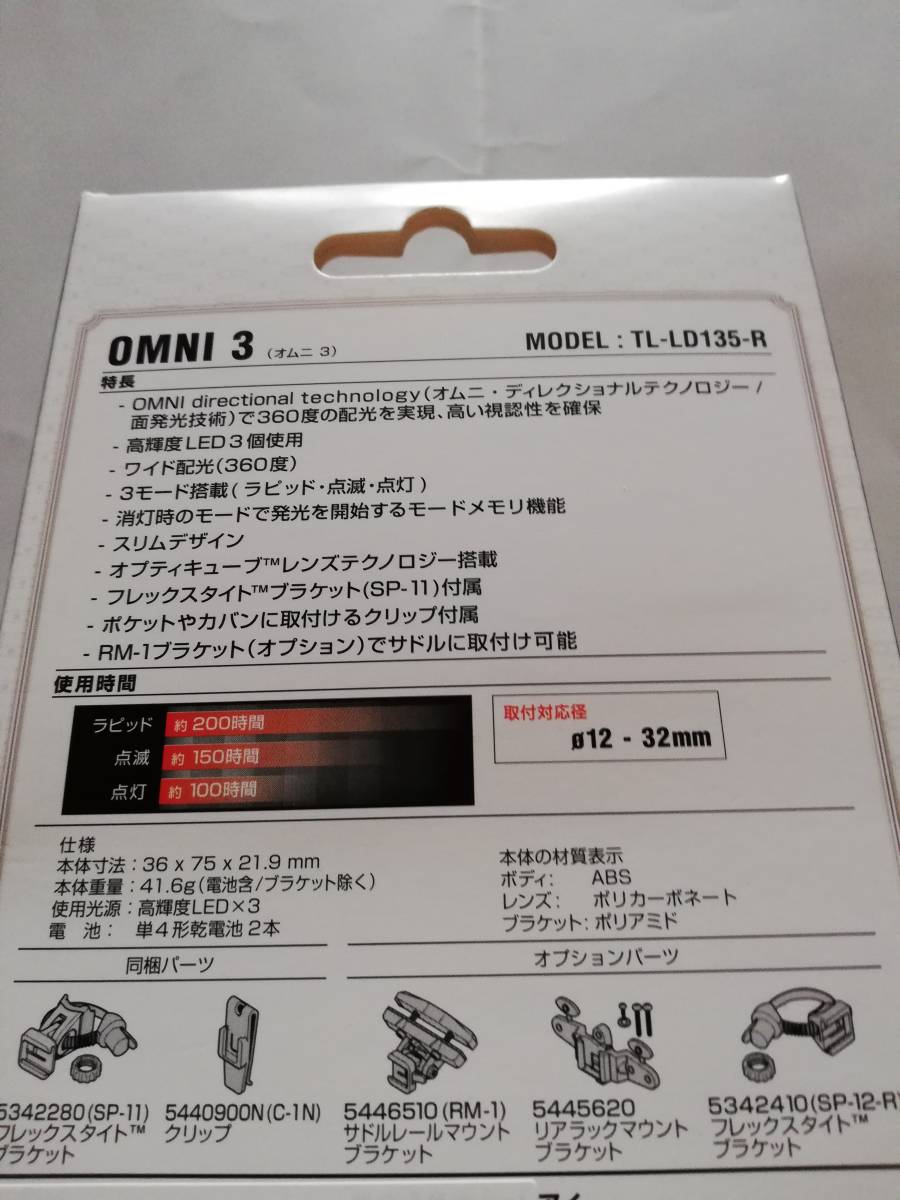 OMNI 3 (オムニ 3)
MODEL : TL-LD135-R
特長
- OMNI directional technology(オムニ・ディレクショナルテクノロジー/
面発光技術)で360度の配光を実現、高い視認性を確保
- 高輝度LED3個使用
- ワイド配光(360度)
- 3モード搭載(ラピッド・点滅・点灯)
- 消灯時のモードで発光を開始するモードメモリ機能
- スリムデザイン
- オプティキューブ™レンズテクノロジー搭載
- フレックスタイト™ブラケット(SP-11)付属
- ポケットやカバンに取付けるクリップ付属
- RM-1ブラケット(オプション)でサドルに取付け可能
使用時間
ラピッド 約200時間
点滅 約150時間
点灯 約100時間
取付対応径
ø12 - 32mm
仕様
本体寸法:36 x 75 x 21.9 mm
本体重量:41.6g(電池含/ブラケット除く)
使用光源:高輝度LED×3
電 池: 単4形乾電池2本
本体の材質表示
ボディ: ABS
レンズ: ポリカーボネート
ブラケット:ポリアミド
同梱パーツ
オプションパーツ
5342280(SP-11)
フレックスタイト™
ブラケット
5440900N(C-1N)
クリップ
5446510(RM-1)
サドルレールマウント
ブラケット
5445620
リアラックマウント
ブラケット
5342410(SP-12-R)
フレックスタイト™
ブラケット